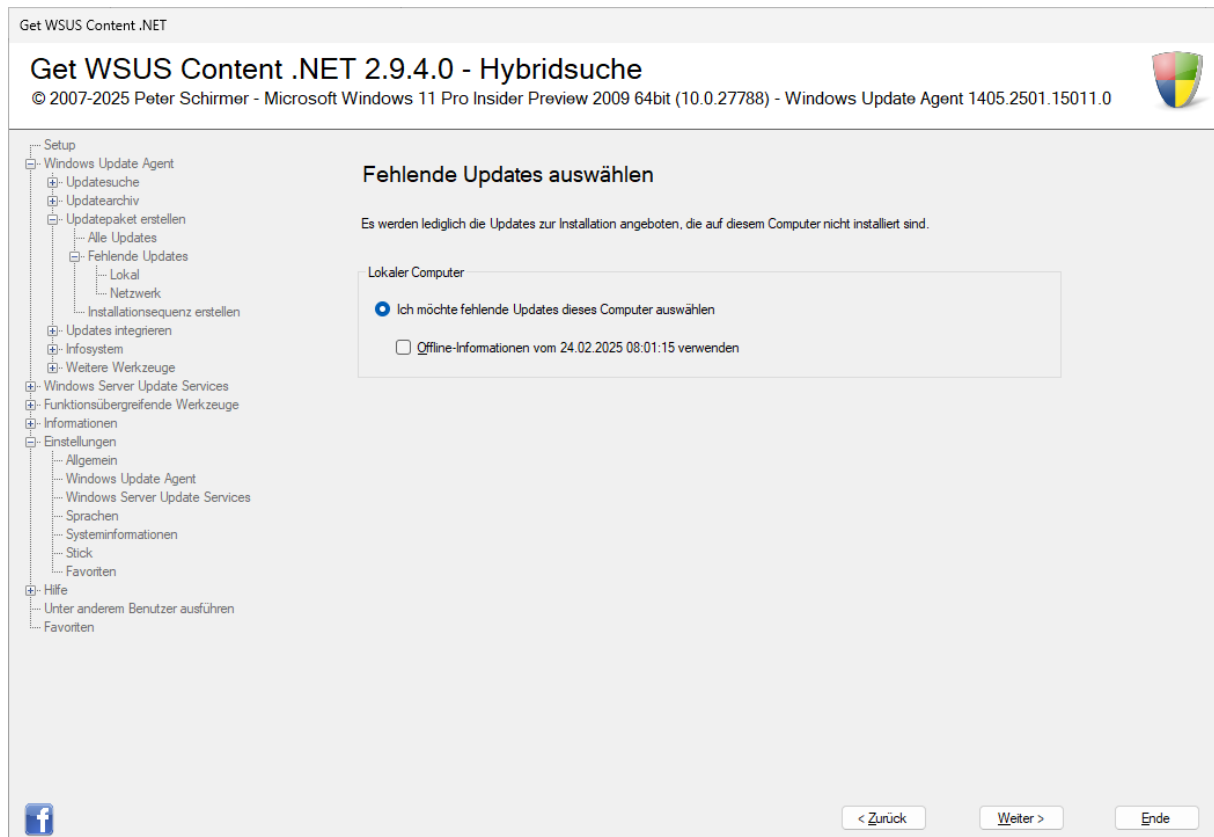 Get WSUS Content .NET
Get WSUS Content .NET 2.9.4.0 - Hybridsuche
© 2007-2025 Peter Schirmer - Microsoft Windows 11 Pro Insider Preview 2009 64bit (10.0.27788) - Windows Update Agent 1405.2501.15011.0
Setup
Windows Update Agent
Updatesuche
Updatearchiv
Updatepaket erstellen
Alle Updates
Fehlende Updates
Lokal
Netzwerk
Installationsequenz erstellen
Updates integrieren
Infosystem
Weitere Werkzeuge
Windows Server Update Services
Funktionsübergreifende Werkzeuge
Informationen
Einstellungen
Allgemein
Windows Update Agent
Windows Server Update Services
Sprachen
Systeminformationen
Stick
Favoriten
Hilfe
Unter anderem Benutzer ausführen
Favoriten
Fehlende Updates auswählen
Es werden lediglich die Updates zur Installation angeboten, die auf diesem Computer nicht installiert sind.
Lokaler Computer
Ich möchte fehlende Updates dieses Computer auswählen
Offline-Informationen vom 24.02.2025 08:01:15 verwenden
f
< Zurück
Weiter >
Ende